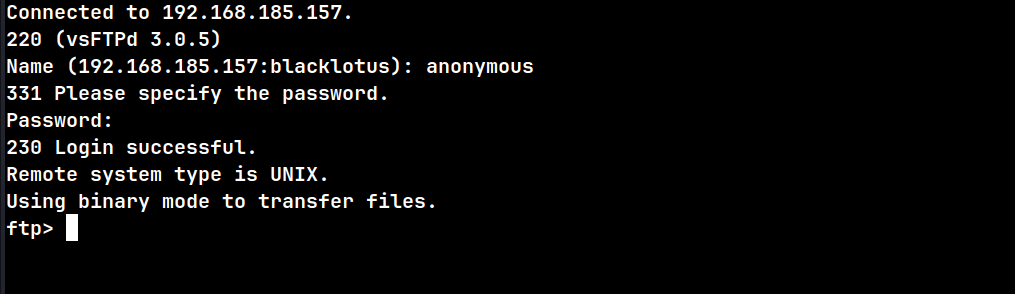 Connected to 192.168.185.157.
220 (vsFTPd 3.0.5)
Name (192.168.185.157:blacklotus): anonymous
331 Please specify the password.
Password:
230 Login successful.
Remote system type is UNIX.
Using binary mode to transfer files.
ftp>